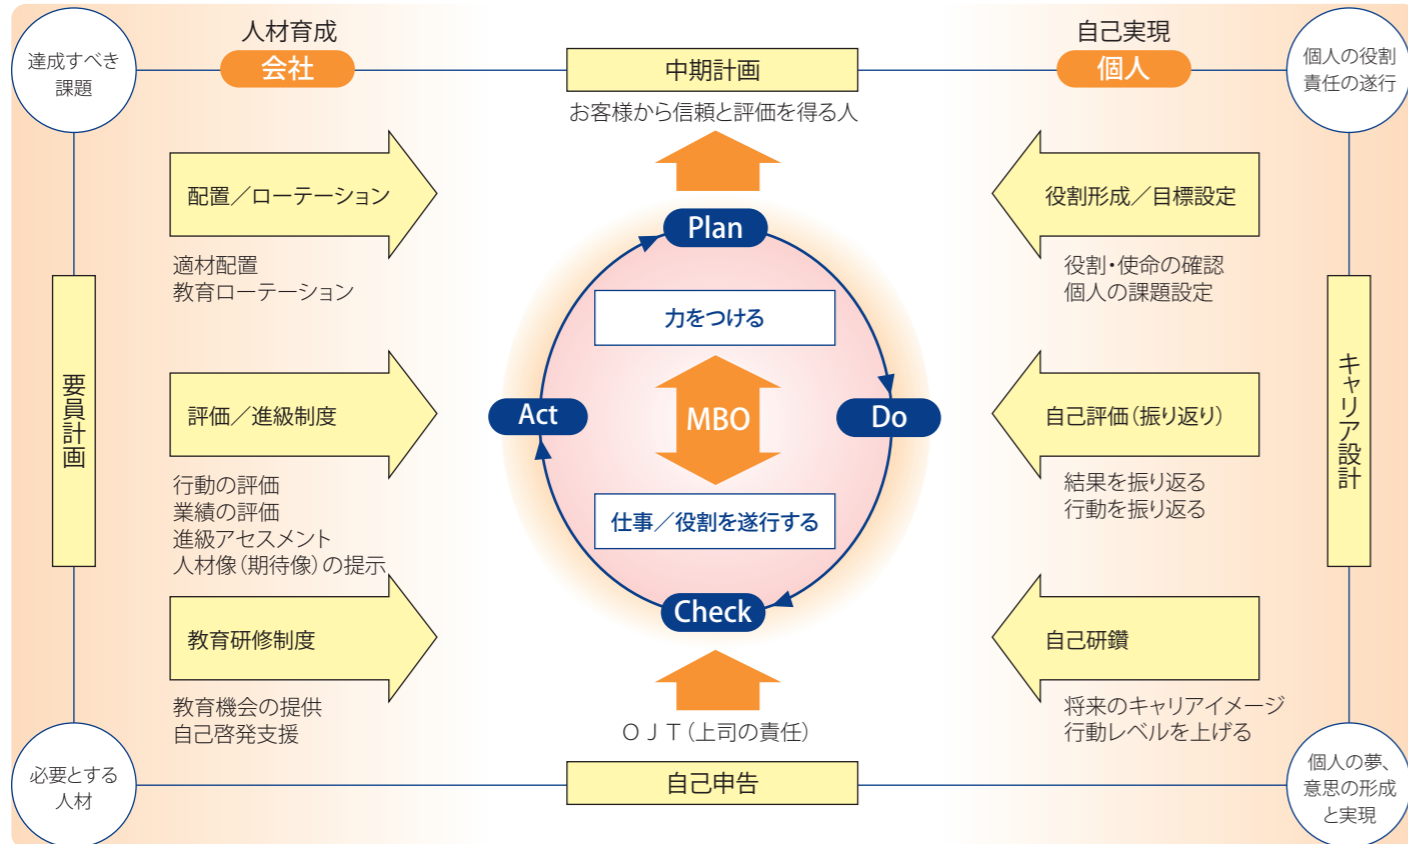 達成すべき
課題
人材育成
会社
中期計画
お客様から信頼と評価を得る人
自己実現
個人
個人の役割
責任の遂行
要員計画
配置／ローテーション
適材配置
教育ローテーション
評価／進級制度
行動の評価
業績の評価
進級アセスメント
人材像（期待像）の提示
教育研修制度
教育機会の提供
自己啓発支援
Plan
力をつける
Act
MBO
Do
仕事／役割を遂行する
Check
ＯＪＴ（上司の責任）
役割形成／目標設定
役割・使命の確認
個人の課題設定
自己評価（振り返り）
結果を振り返る
行動を振り返る
自己研鑽
将来のキャリアイメージ
行動レベルを上げる
キャリア設計
必要とする
人材
自己申告
個人の夢、
意思の形成
と実現